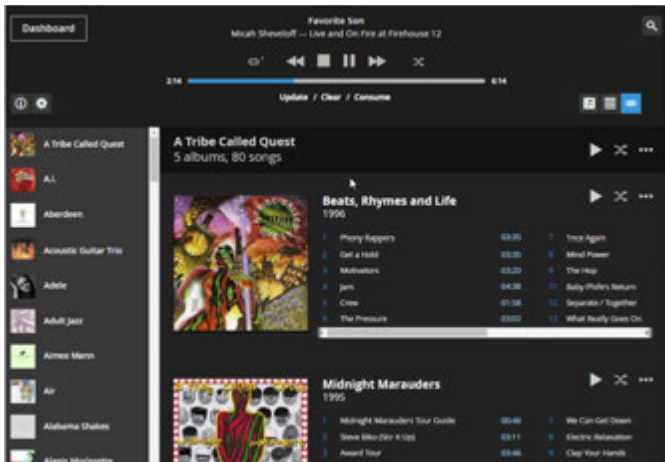 Dashboard
Favorite Son
Micah Sheveloff — Live and On Fire at Firehouse 12
2:14
6:14
Update / Clear / Consume
A Tribe Called Quest
A.i.
Aberdeen
Acoustic Guitar Trio
Adele
Adult Jazz
Aimee Mann
Air
Alabama Shakes
Alanis Morissette
A Tribe Called Quest
5 albums, 80 songs
Beats, Rhymes and Life
1996
1 Phony Rappers 03:35
2 Get a Hold 03:35
3 Motivators 03:20
4 Jam 04:38
5 Crew 01:58
6 The Pressure 03:02
7 1nce Again
8 Mind Power
9 The Hop
11 Baby Phife's Return
12 Separate / Together
13 What Really Goes On
Midnight Marauders
1995
1 Midnight Marauders Tour Guide 00:46
2 Steve Biko (Stir It Up) 03:11
3 Award Tour 03:46
7 We Can Get Down
8 Electric Relaxation
9 Clap Your Hands